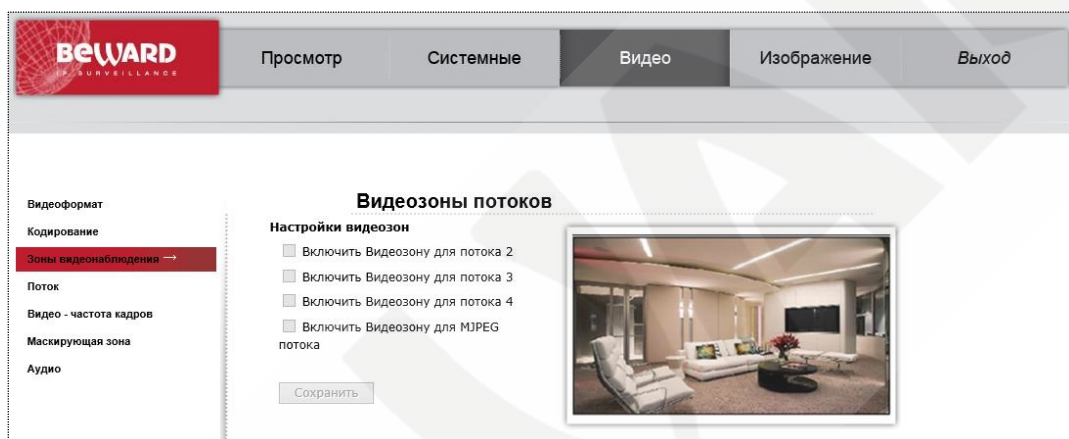 BEWARD
IP SURVEILLANCE
Просмотр
Системные
Видео
Изображение
Выход
Видеоформат
Кодирование
Зоны видеонаблюдения →
Поток
Видео - частота кадров
Маскирующая зона
Аудио
Видеозоны потоков
Настройки видеозон
Включить Видеозону для потока 2
Включить Видеозону для потока 3
Включить Видеозону для потока 4
Включить Видеозону для MJPEG
потока
Сохранить